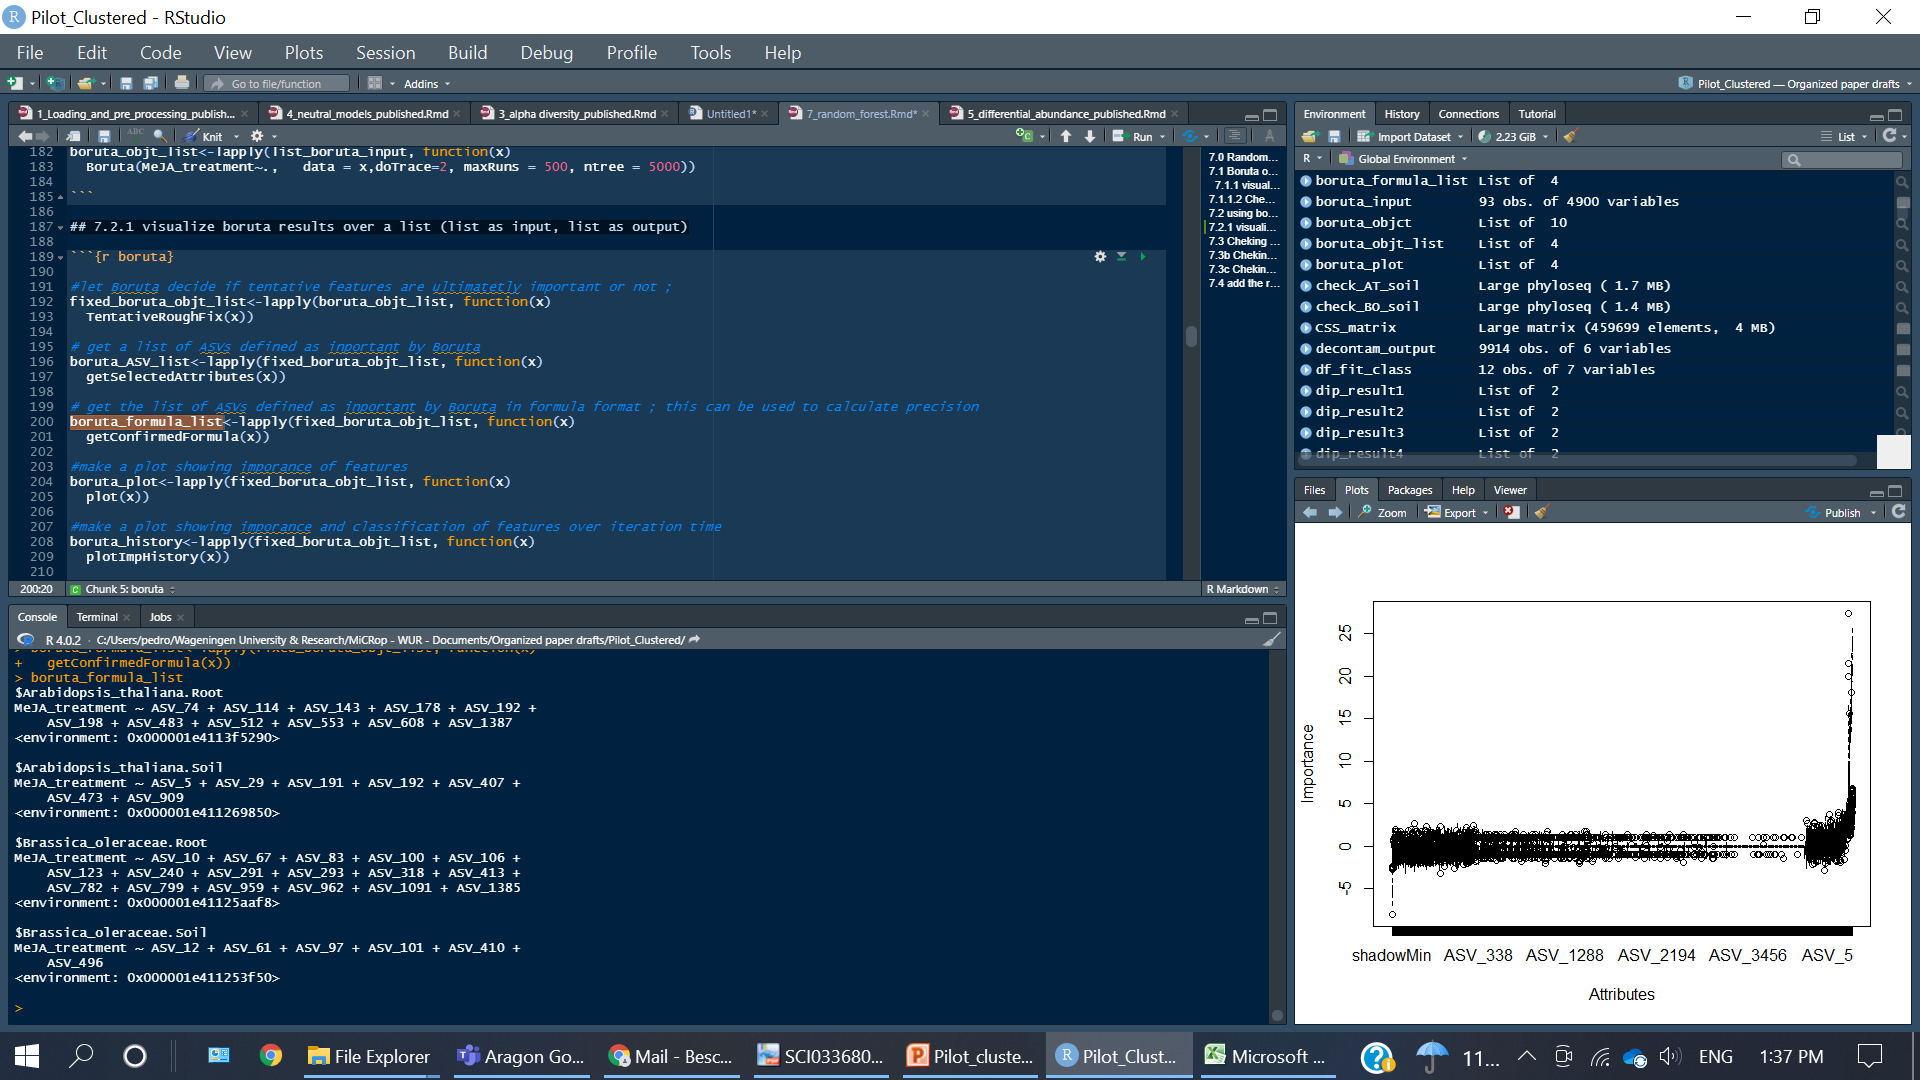 Pilot_Clustered - RStudio
File Edit Code View Plots Session Build Debug Profile Tools Help
Go to file/function Addins Pilot_Clustered — Organized paper drafts
1_Loading_and_pre_processing_publish... 4_neutral_models_published.Rmd 3_alpha diversity_published.Rmd Untitled1* 7_random_forest.Rmd* 5_differential_abundance_published.Rmd
ABC Knit Run
182 boruta_objt_list<-lapply(list_boruta_input, function(x)
183 Boruta(MeJA_treatment~., data = x,doTrace=2, maxRuns = 500, ntree = 5000))
184
185 ```
186
187 ## 7.2.1 visualize boruta results over a list (list as input, list as output)
188
189 ```{r boruta}
190
191 #let Boruta decide if tentative features are ultimatetly important or not ;
192 fixed_boruta_objt_list<-lapply(boruta_objt_list, function(x)
193 TentativeRoughFix(x))
194
195 # get a list of ASVs defined as inportant by Boruta
196 boruta_ASV_list<-lapply(fixed_boruta_objt_list, function(x)
197 getSelectedAttributes(x))
198
199 # get the list of ASVs defined as inportant by Boruta in formula format ; this can be used to calculate precision
200 boruta_formula_list<-lapply(fixed_boruta_objt_list, function(x)
201 getConfirmedFormula(x))
202
203 #make a plot showing imporance of features
204 boruta_plot<-lapply(fixed_boruta_objt_list, function(x)
205 plot(x))
206
207 #make a plot showing imporance and classification of features over iteration time
208 boruta_history<-lapply(fixed_boruta_objt_list, function(x)
209 plotImpHistory(x))
210
200:20 Chunk 5: boruta R Markdown
7.0 Random...
7.1 Boruta o...
7.1.1 visual...
7.1.1.2 Che...
7.2 using bo...
7.2.1 visuali...
7.3 Cheking ...
7.3b Chekin...
7.3c Chekin...
7.4 add the r...
Console Terminal Jobs
R 4.0.2 · C:/Users/pedro/Wageningen University & Research/MiCRop - WUR - Documents/Organized paper drafts/Pilot_Clustered/
> boruta_formula_list<-lapply(fixed_boruta_objt_list, function(x)
+ getConfirmedFormula(x))
> boruta_formula_list
$Arabidopsis_thaliana.Root
MeJA_treatment ~ ASV_74 + ASV_114 + ASV_143 + ASV_178 + ASV_192 +
ASV_198 + ASV_483 + ASV_512 + ASV_553 + ASV_608 + ASV_1387
<environment: 0x000001e4113f5290>
$Arabidopsis_thaliana.Soil
MeJA_treatment ~ ASV_5 + ASV_29 + ASV_191 + ASV_192 + ASV_407 +
ASV_473 + ASV_909
<environment: 0x000001e411269850>
$Brassica_oleraceae.Root
MeJA_treatment ~ ASV_10 + ASV_67 + ASV_83 + ASV_100 + ASV_106 +
ASV_123 + ASV_240 + ASV_291 + ASV_293 + ASV_318 + ASV_413 +
ASV_782 + ASV_799 + ASV_959 + ASV_962 + ASV_1091 + ASV_1385
<environment: 0x000001e41125aaf8>
$Brassica_oleraceae.Soil
MeJA_treatment ~ ASV_12 + ASV_61 + ASV_97 + ASV_101 + ASV_410 +
ASV_496
<environment: 0x000001e411253f50>
>
Environment History Connections Tutorial
Import Dataset 2.23 GiB List
R Global Environment
boruta_formula_list List of 4
boruta_input 93 obs. of 4900 variables
boruta_objct List of 10
boruta_objt_list List of 4
boruta_plot List of 4
check_AT_soil Large phyloseq ( 1.7 MB)
check_BO_soil Large phyloseq ( 1.4 MB)
CSS_matrix Large matrix (459699 elements, 4 MB)
decontam_output 9914 obs. of 6 variables
df_fit_class 12 obs. of 7 variables
dip_result1 List of 2
dip_result2 List of 2
dip_result3 List of 2
dip_result4 List of 2
Files Plots Packages Help Viewer
Zoom Export Publish
25
20
15
10
5
0
-5
Importance
shadowMin ASV_338 ASV_1288 ASV_2194 ASV_3456 ASV_5
Attributes
File Explorer Aragon Go... Mail - Besc... SCI033680... Pilot_cluste... Pilot_Clust... Microsoft ... 11... ENG 1:37 PM